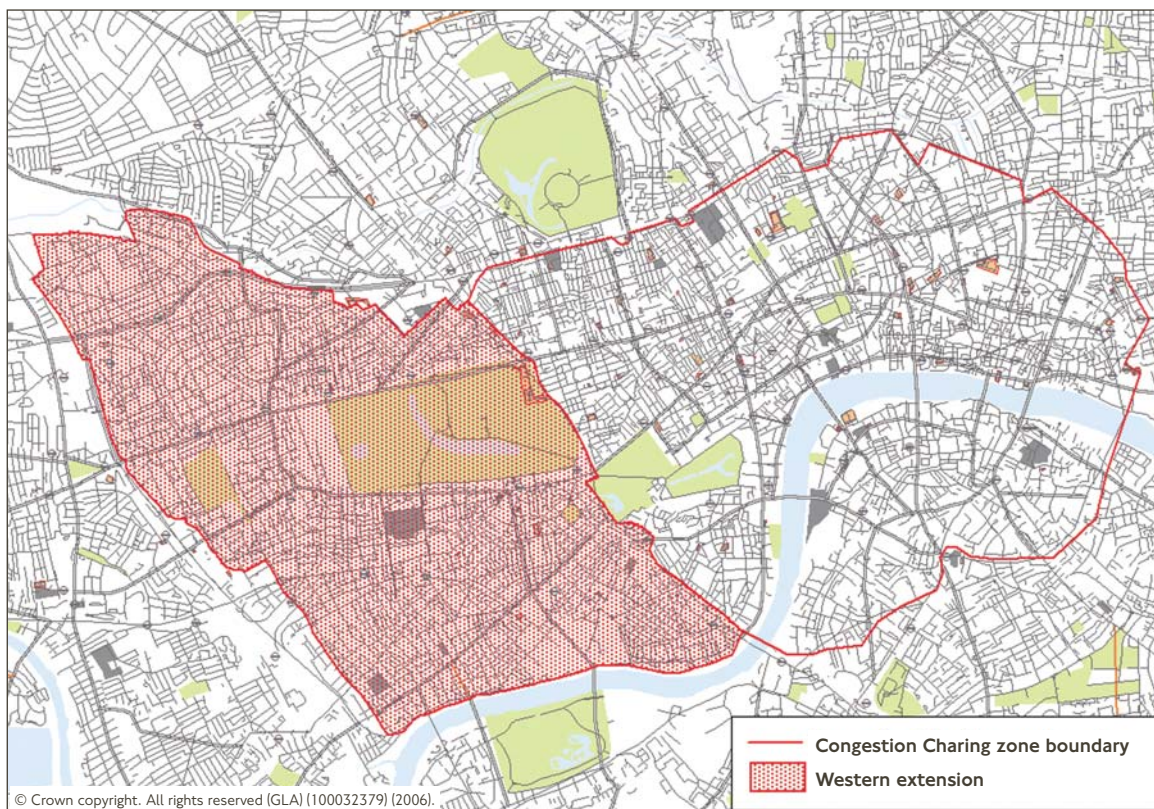 Congestion Charing zone boundary
Western extension
© Crown copyright. All rights reserved (GLA) (100032379) (2006).